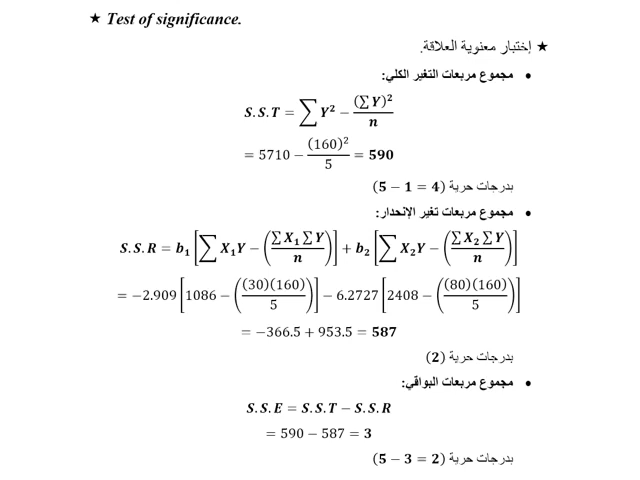 ★ Test of significance.
★ إختبار معنوية العلاقة.
• مجموع مربعات التغير الكلي:
S.S.T = ∑ Y² − (∑ Y)² / n
= 5710 − (160)² / 5 = 590
بدرجات حرية (5 − 1 = 4)
• مجموع مربعات تغير الإنحدار:
S.S.R = b₁ [∑ X₁Y − (∑ X₁ ∑ Y / n)] + b₂ [∑ X₂Y − (∑ X₂ ∑ Y / n)]
= −2.909 [1086 − ((30)(160) / 5)] − 6.2727 [2408 − ((80)(160) / 5)]
= −366.5 + 953.5 = 587
بدرجات حرية (2)
• مجموع مربعات البواقي:
S.S.E = S.S.T − S.S.R
= 590 − 587 = 3
بدرجات حرية (5 − 3 = 2)